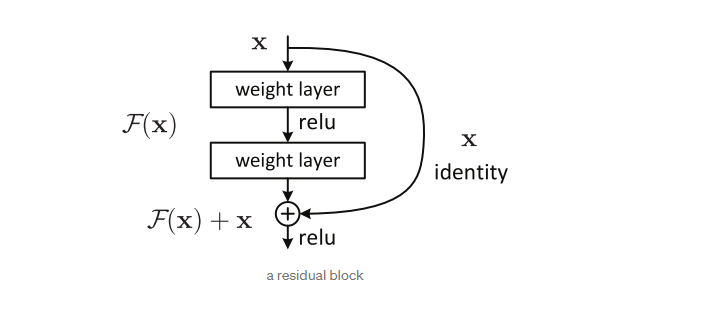 x
weight layer
F(x)
relu
x
weight layer
identity
F(x) + x
relu
a residual block